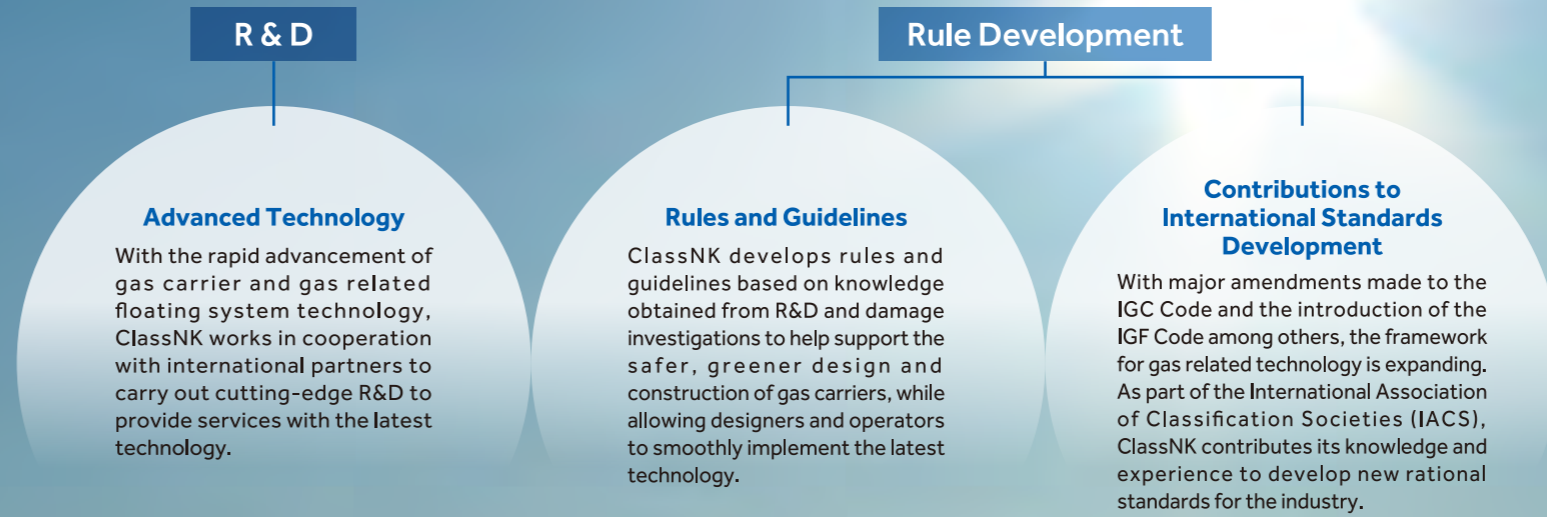 R & D
Advanced Technology
With the rapid advancement of
gas carrier and gas related
floating system technology,
ClassNK works in cooperation
with international partners to
carry out cutting-edge R&D to
provide services with the latest
technology.
Rule Development
Rules and Guidelines
ClassNK develops rules and
guidelines based on knowledge
obtained from R&D and damage
investigations to help support the
safer, greener design and
construction of gas carriers, while
allowing designers and operators
to smoothly implement the latest
technology.
Contributions to
International Standards
Development
With major amendments made to the
IGC Code and the introduction of the
IGF Code among others, the framework
for gas related technology is expanding.
As part of the International Association
of Classification Societies (IACS),
ClassNK contributes its knowledge and
experience to develop new rational
standards for the industry.